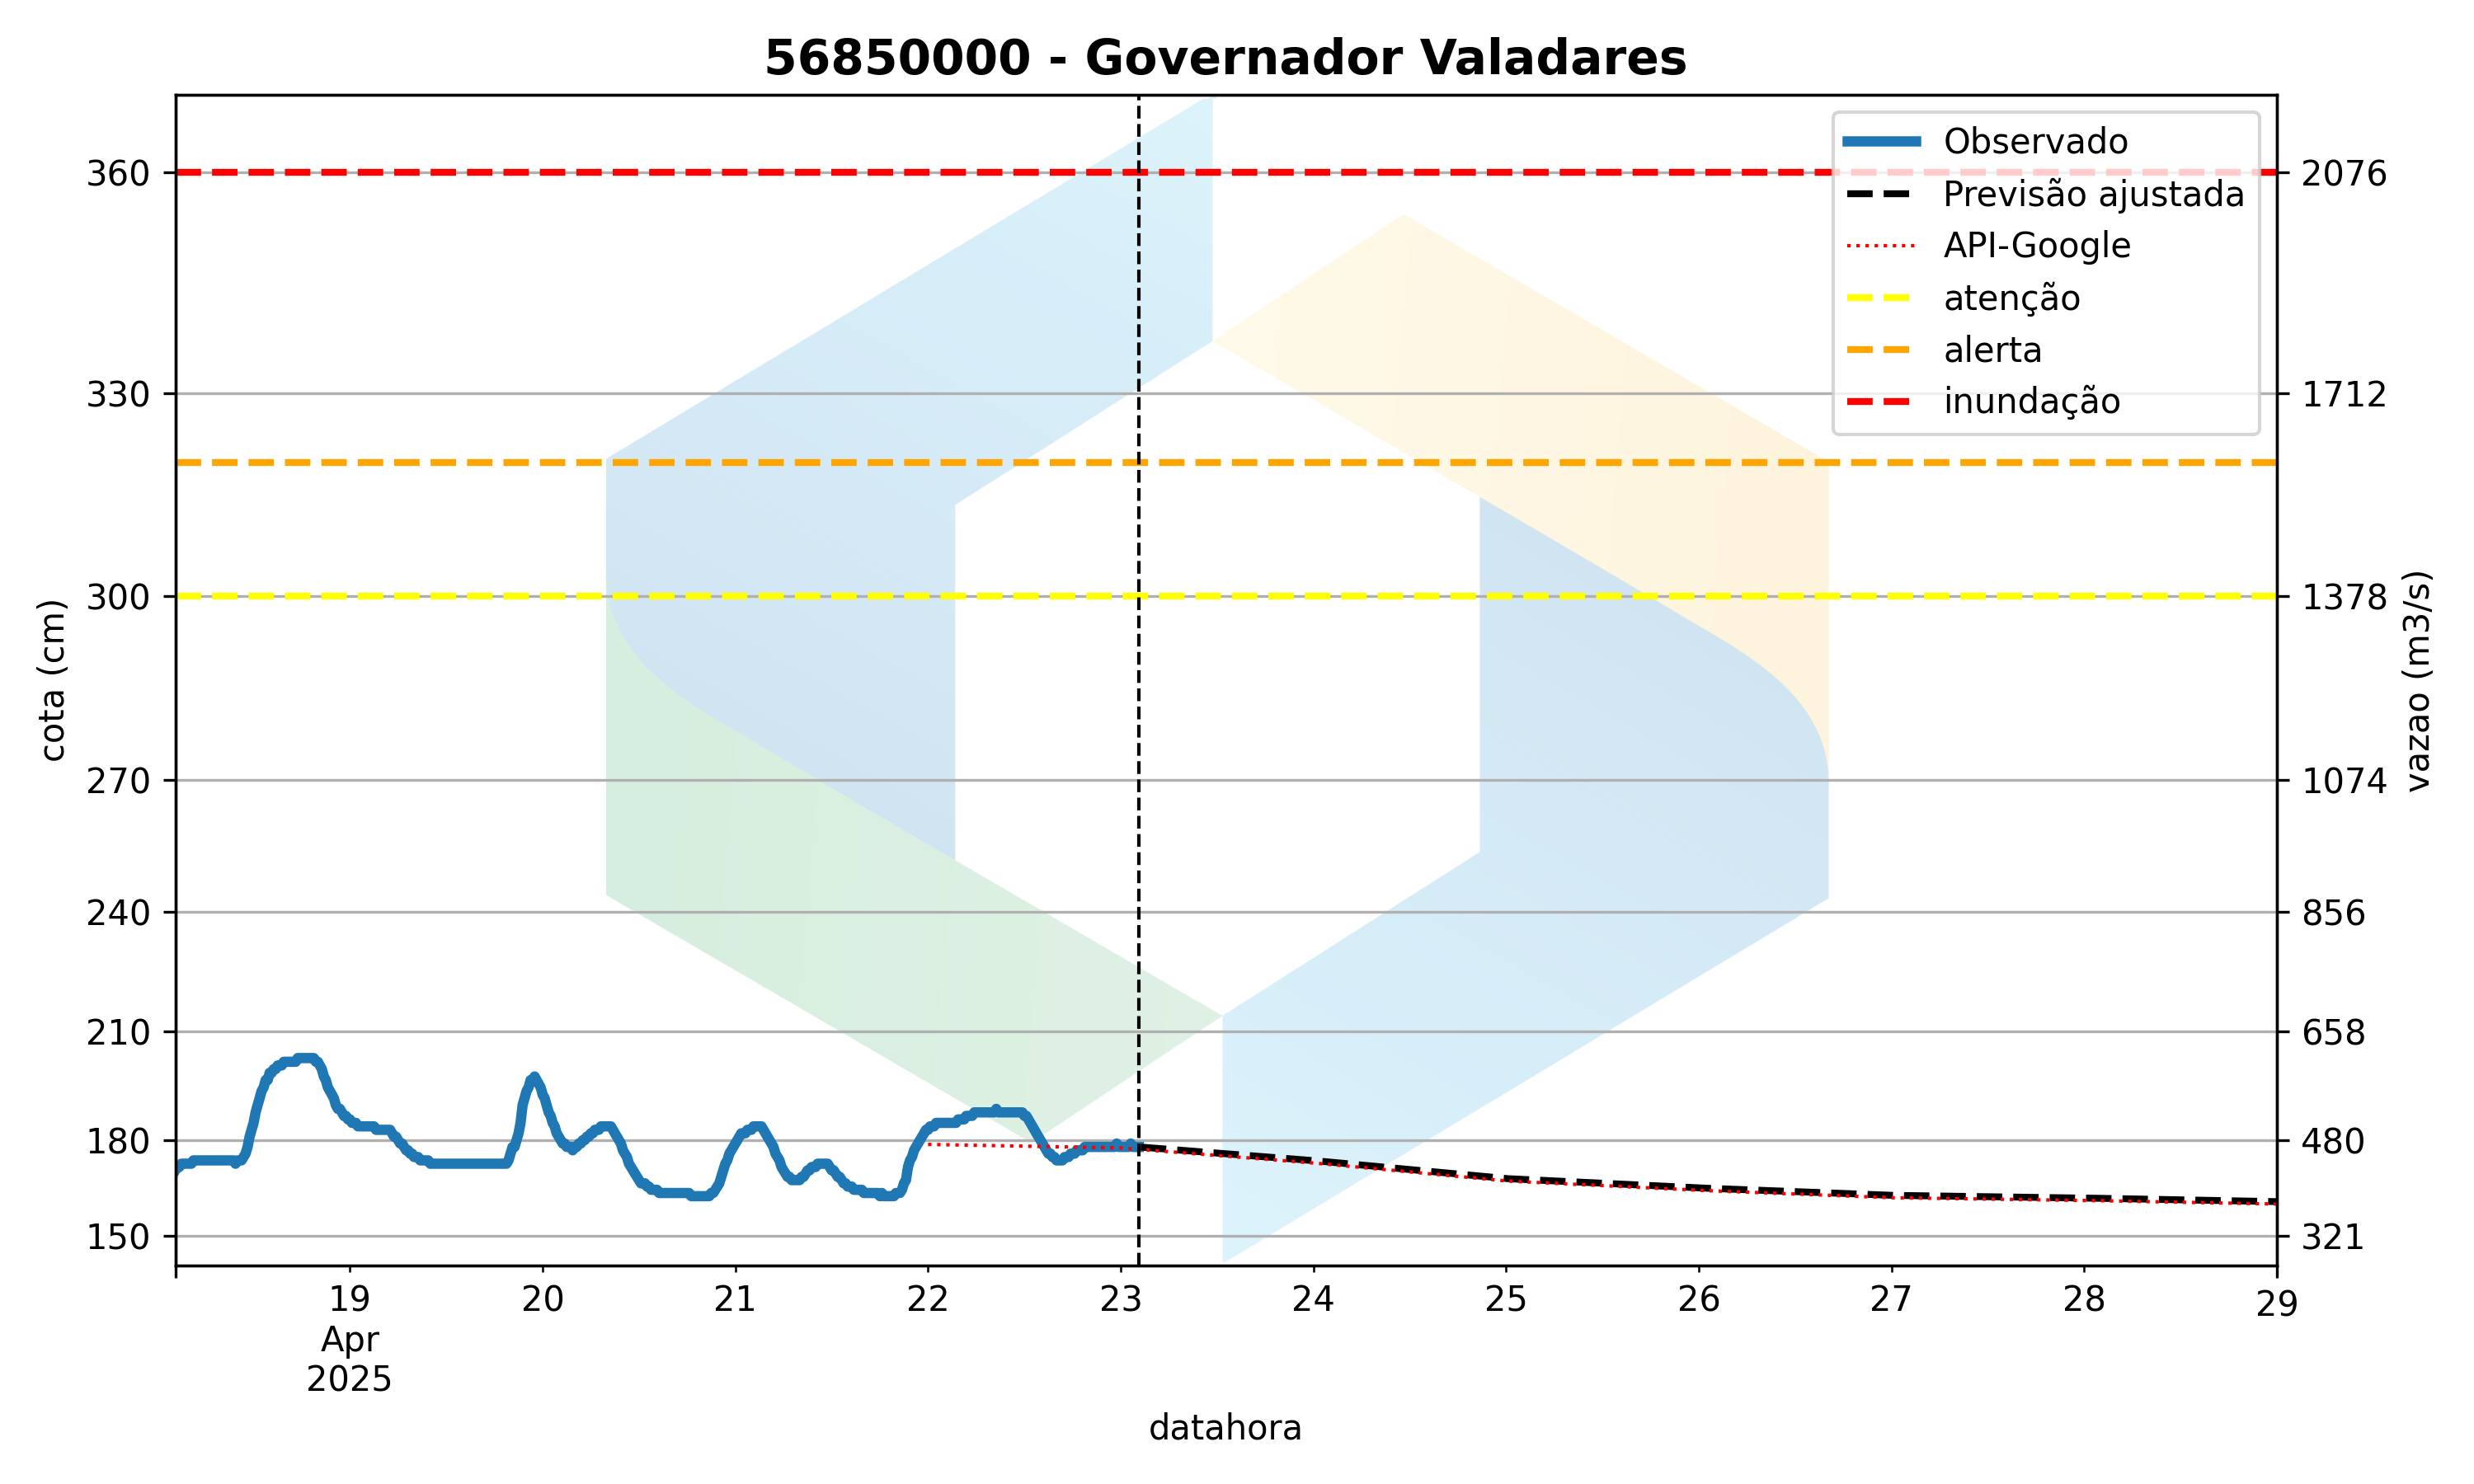 56850000 - Governador Valadares
Observado
Previsão ajustada
API-Google
atenção
alerta
inundação
cota (cm)
360
330
300
270
240
210
180
150
vazao (m3/s)
2076
1712
1378
1074
856
658
480
321
19 20 21 22 23 24 25 26 27 28 29
Apr
2025
datahora